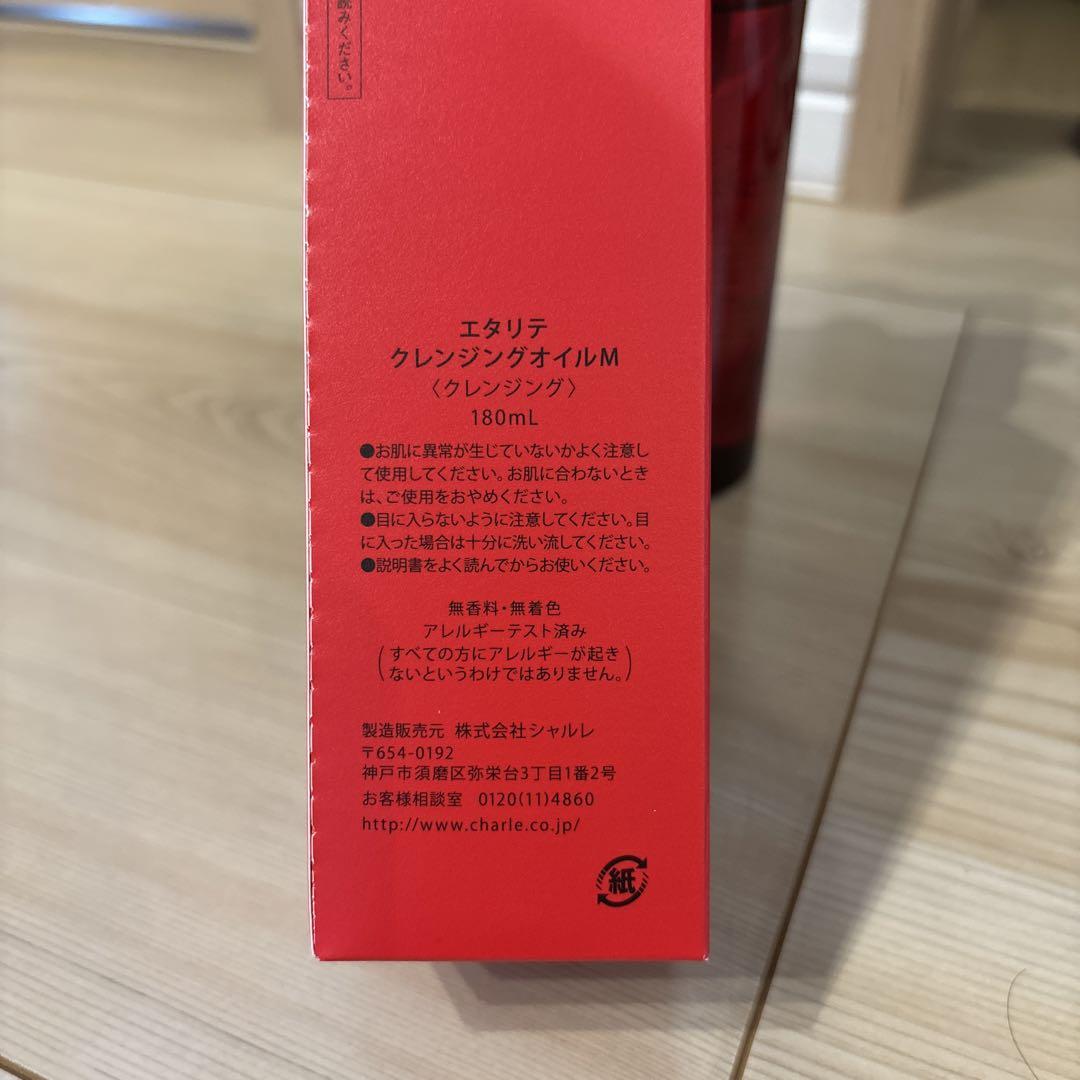 読みください。
エタリテ
クレンジングオイルM
〈クレンジング〉
180mL
●お肌に異常が生じていないかよく注意し
て使用してください。お肌に合わないとき
は、ご使用をおやめください。
●目に入らないように注意してください。目
に入った場合は十分に洗い流してください。
●説明書をよく読んでからお使いください。
無香料・無着色
アレルギーテスト済み
(すべての方にアレルギーが起き
ないというわけではありません。)
製造販売元 株式会社シャルレ
〒654-0192
神戸市須磨区弥栄台3丁目1番2号
お客様相談室 0120(11)4860
http://www.charle.co.jp/
紙